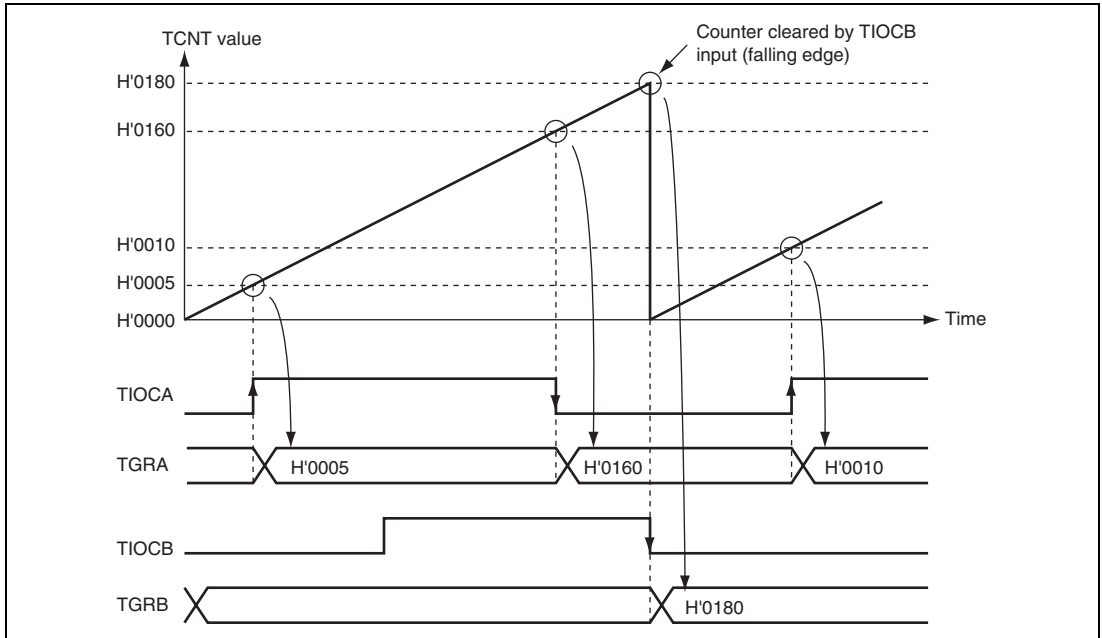 TCNT value
Counter cleared by TIOCB
input (falling edge)
H'0180
H'0160
H'0010
H'0005
H'0000
Time
TIOCA
TGRA
H'0005
H'0160
H'0010
TIOCB
TGRB
H'0180